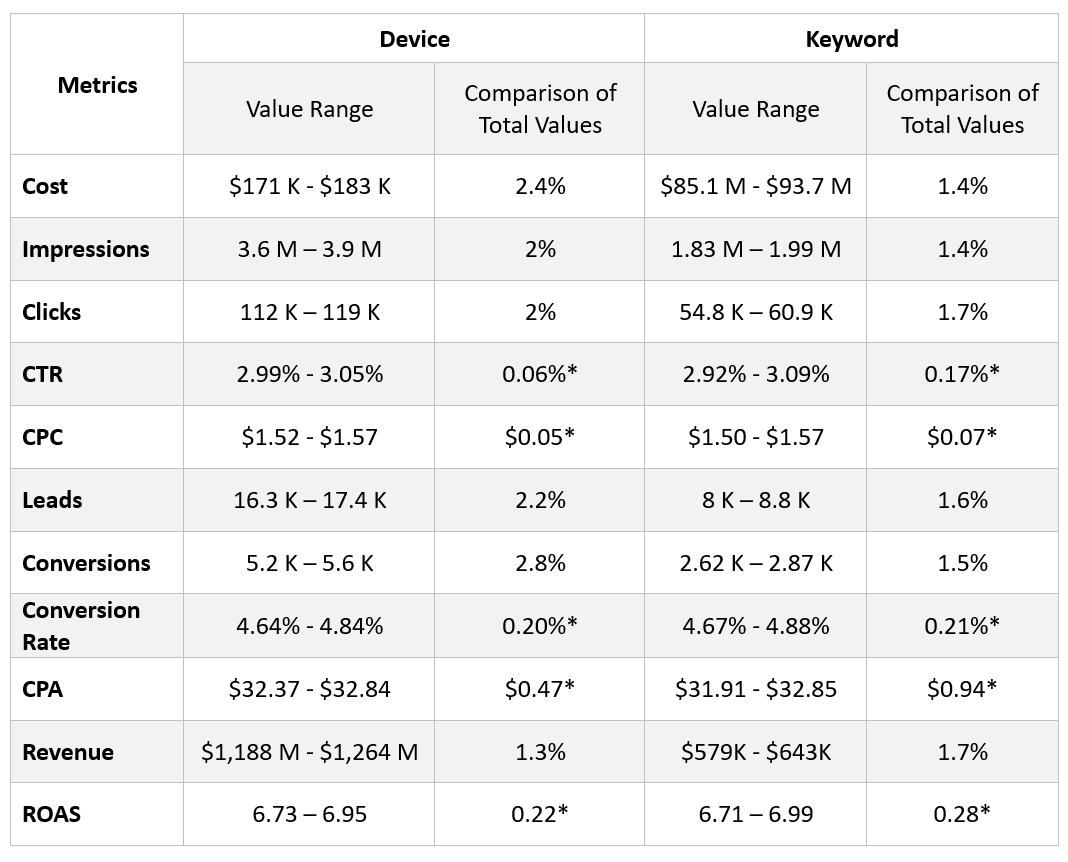 Metrics
Device
Keyword
Value Range
Comparison of
Total Values
Value Range
Comparison of
Total Values
Cost
$171 K - $183 K
2.4%
$85.1 M - $93.7 M
1.4%
Impressions
3.6 M – 3.9 M
2%
1.83 M – 1.99 M
1.4%
Clicks
112 K – 119 K
2%
54.8 K – 60.9 K
1.7%
CTR
2.99% - 3.05%
0.06%*
2.92% - 3.09%
0.17%*
CPC
$1.52 - $1.57
$0.05*
$1.50 - $1.57
$0.07*
Leads
16.3 K – 17.4 K
2.2%
8 K – 8.8 K
1.6%
Conversions
5.2 K – 5.6 K
2.8%
2.62 K – 2.87 K
1.5%
Conversion
Rate
4.64% - 4.84%
0.20%*
4.67% - 4.88%
0.21%*
CPA
$32.37 - $32.84
$0.47*
$31.91 - $32.85
$0.94*
Revenue
$1,188 M - $1,264 M
1.3%
$579K - $643K
1.7%
ROAS
6.73 – 6.95
0.22*
6.71 – 6.99
0.28*